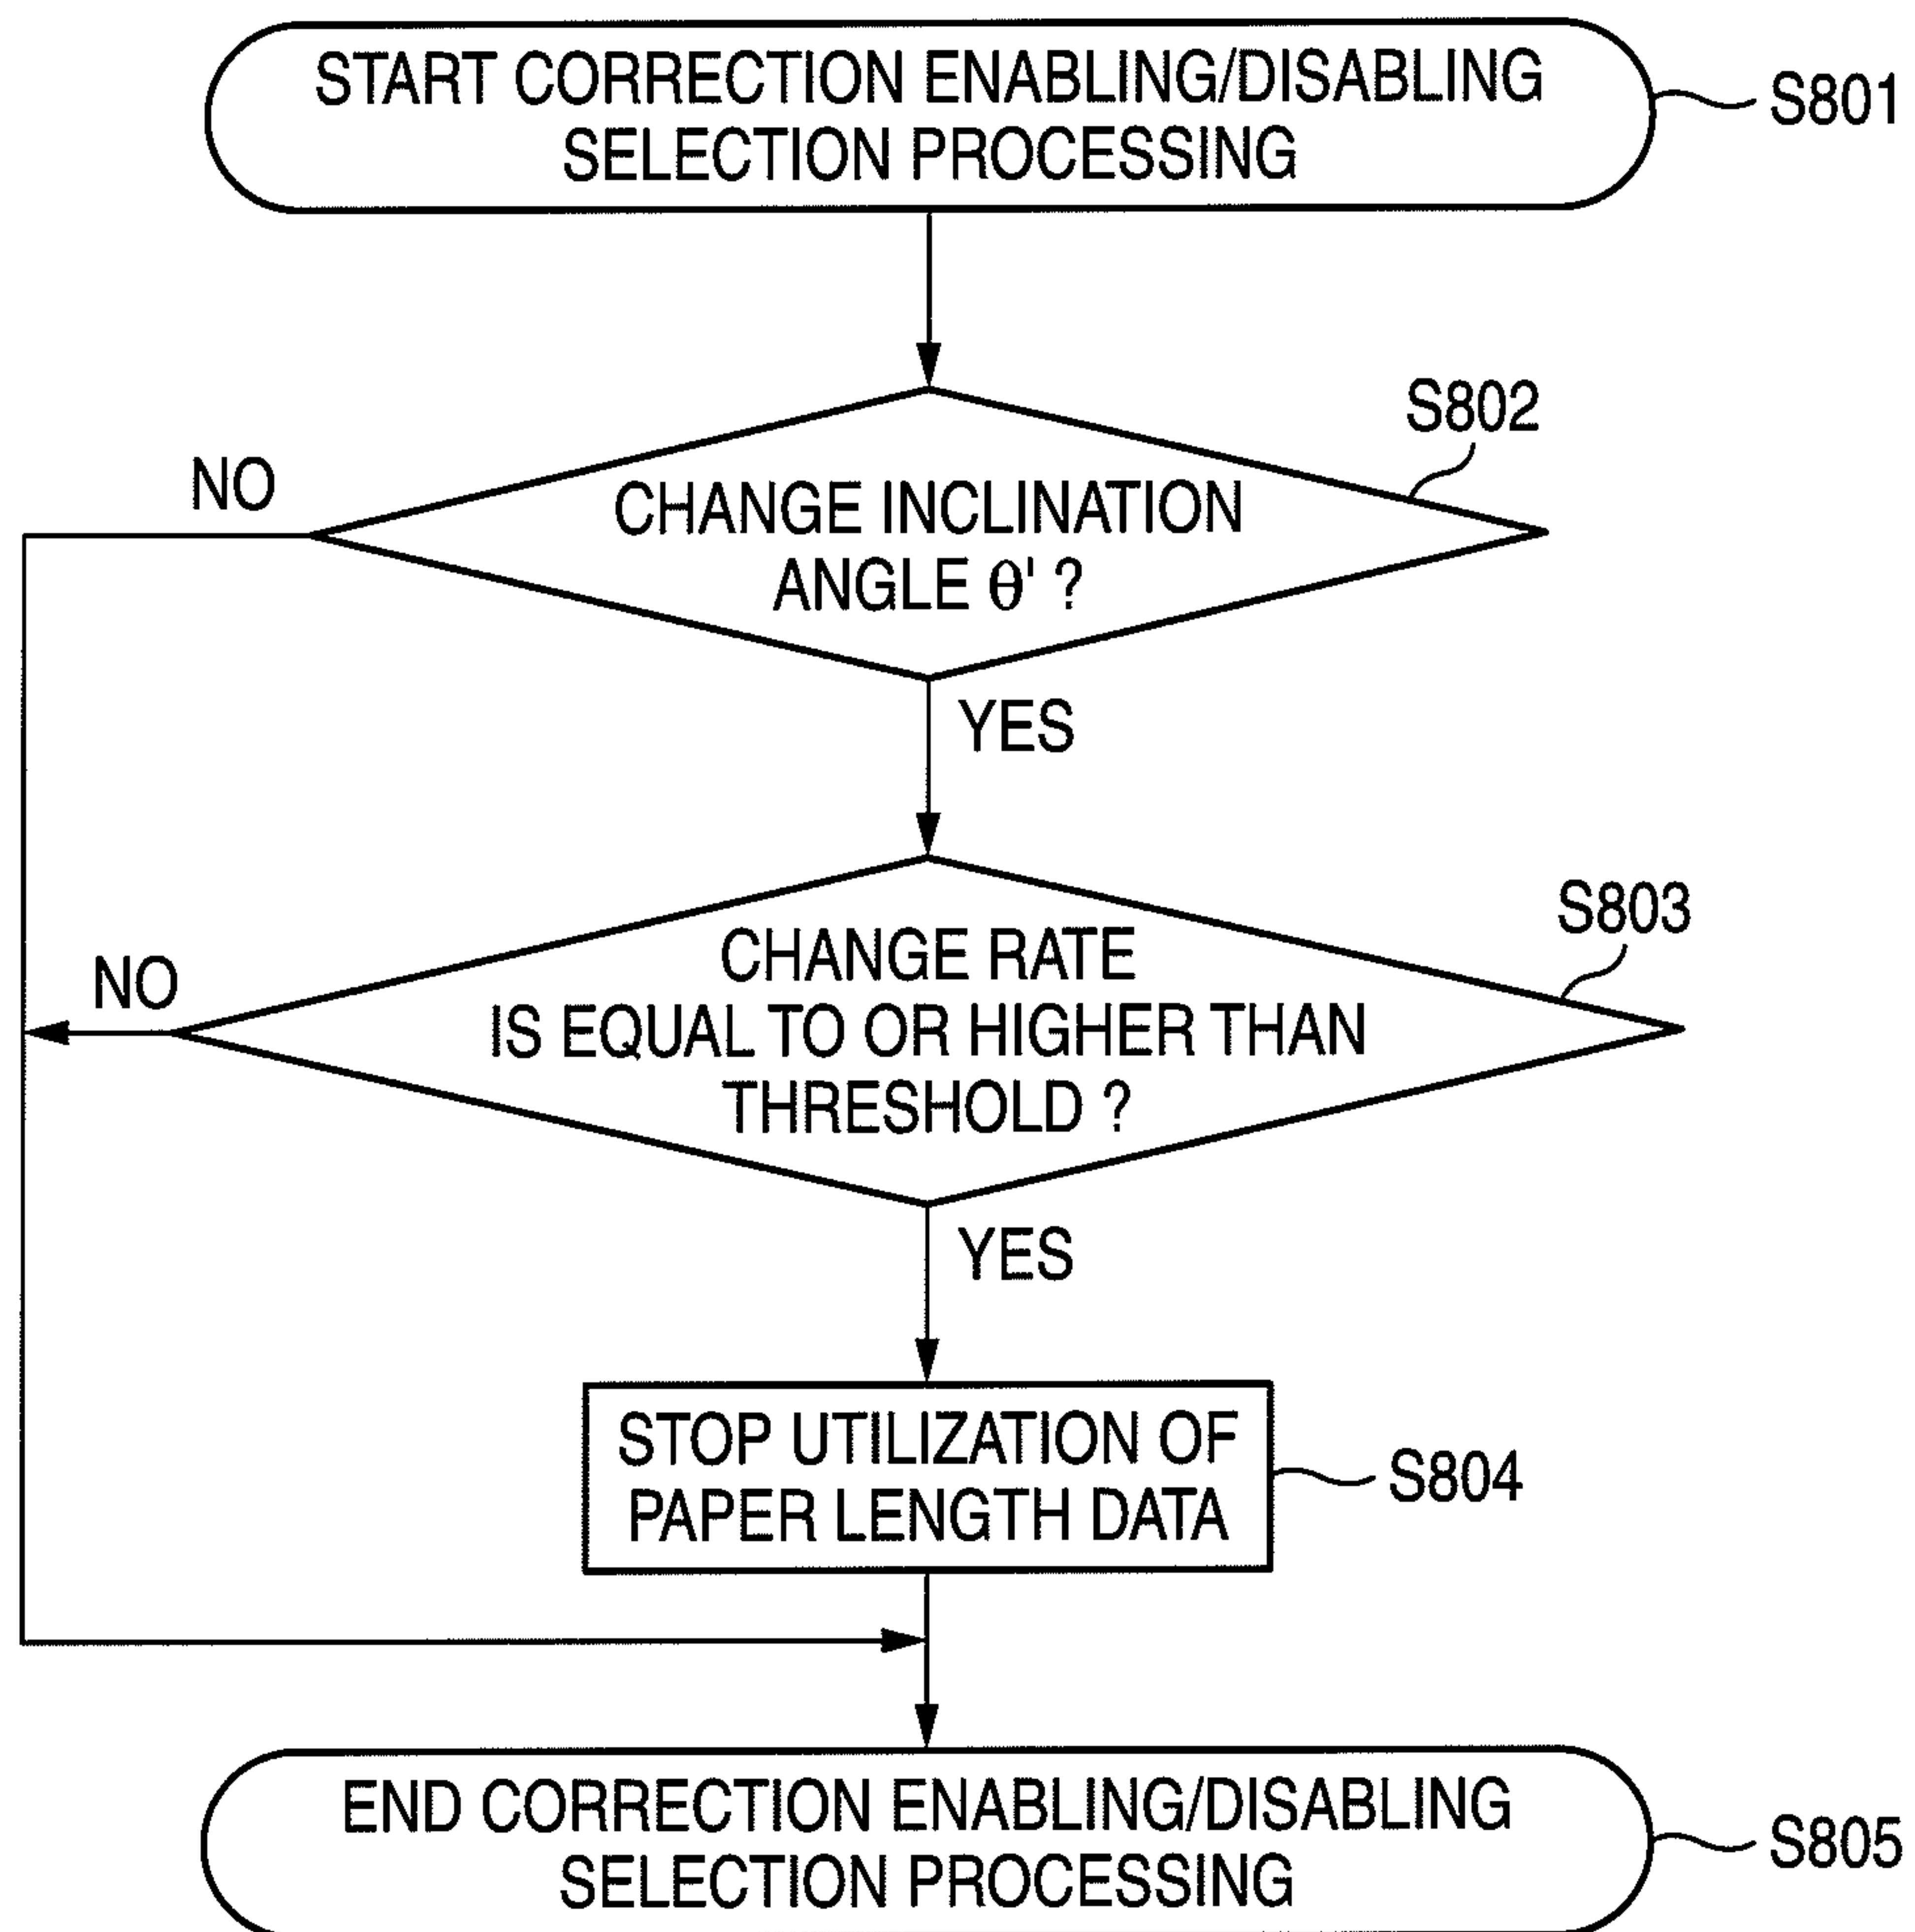 START CORRECTION ENABLING/DISABLING
SELECTION PROCESSING
S801
S802
NO
CHANGE INCLINATION
ANGLE θ' ?
YES
S803
NO
CHANGE RATE
IS EQUAL TO OR HIGHER THAN
THRESHOLD ?
YES
STOP UTILIZATION OF
PAPER LENGTH DATA
S804
END CORRECTION ENABLING/DISABLING
SELECTION PROCESSING
S805